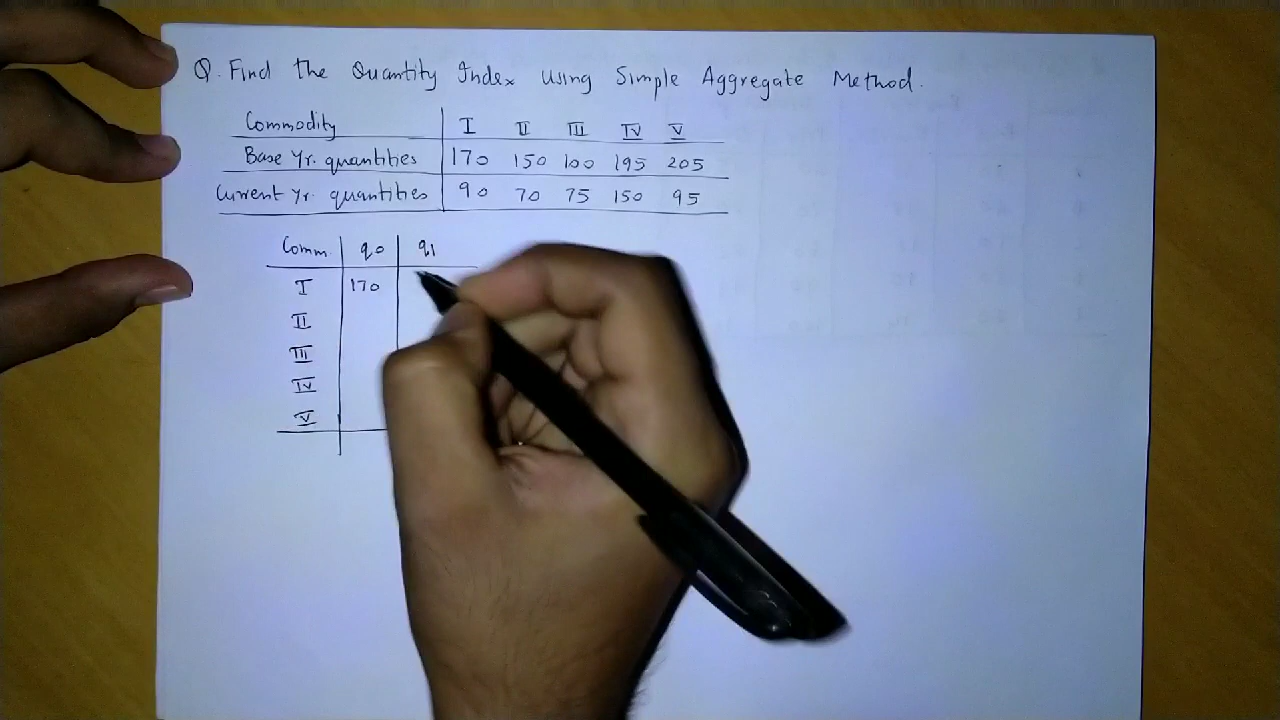 Q. Find the Quantity Index using Simple Aggregate Method.
Commodity I II III IV V
Base Yr. quantities 170 150 100 195 205
Current Yr. quantities 90 70 75 150 95
Comm. q0 q1
I 170
II
III
IV
V